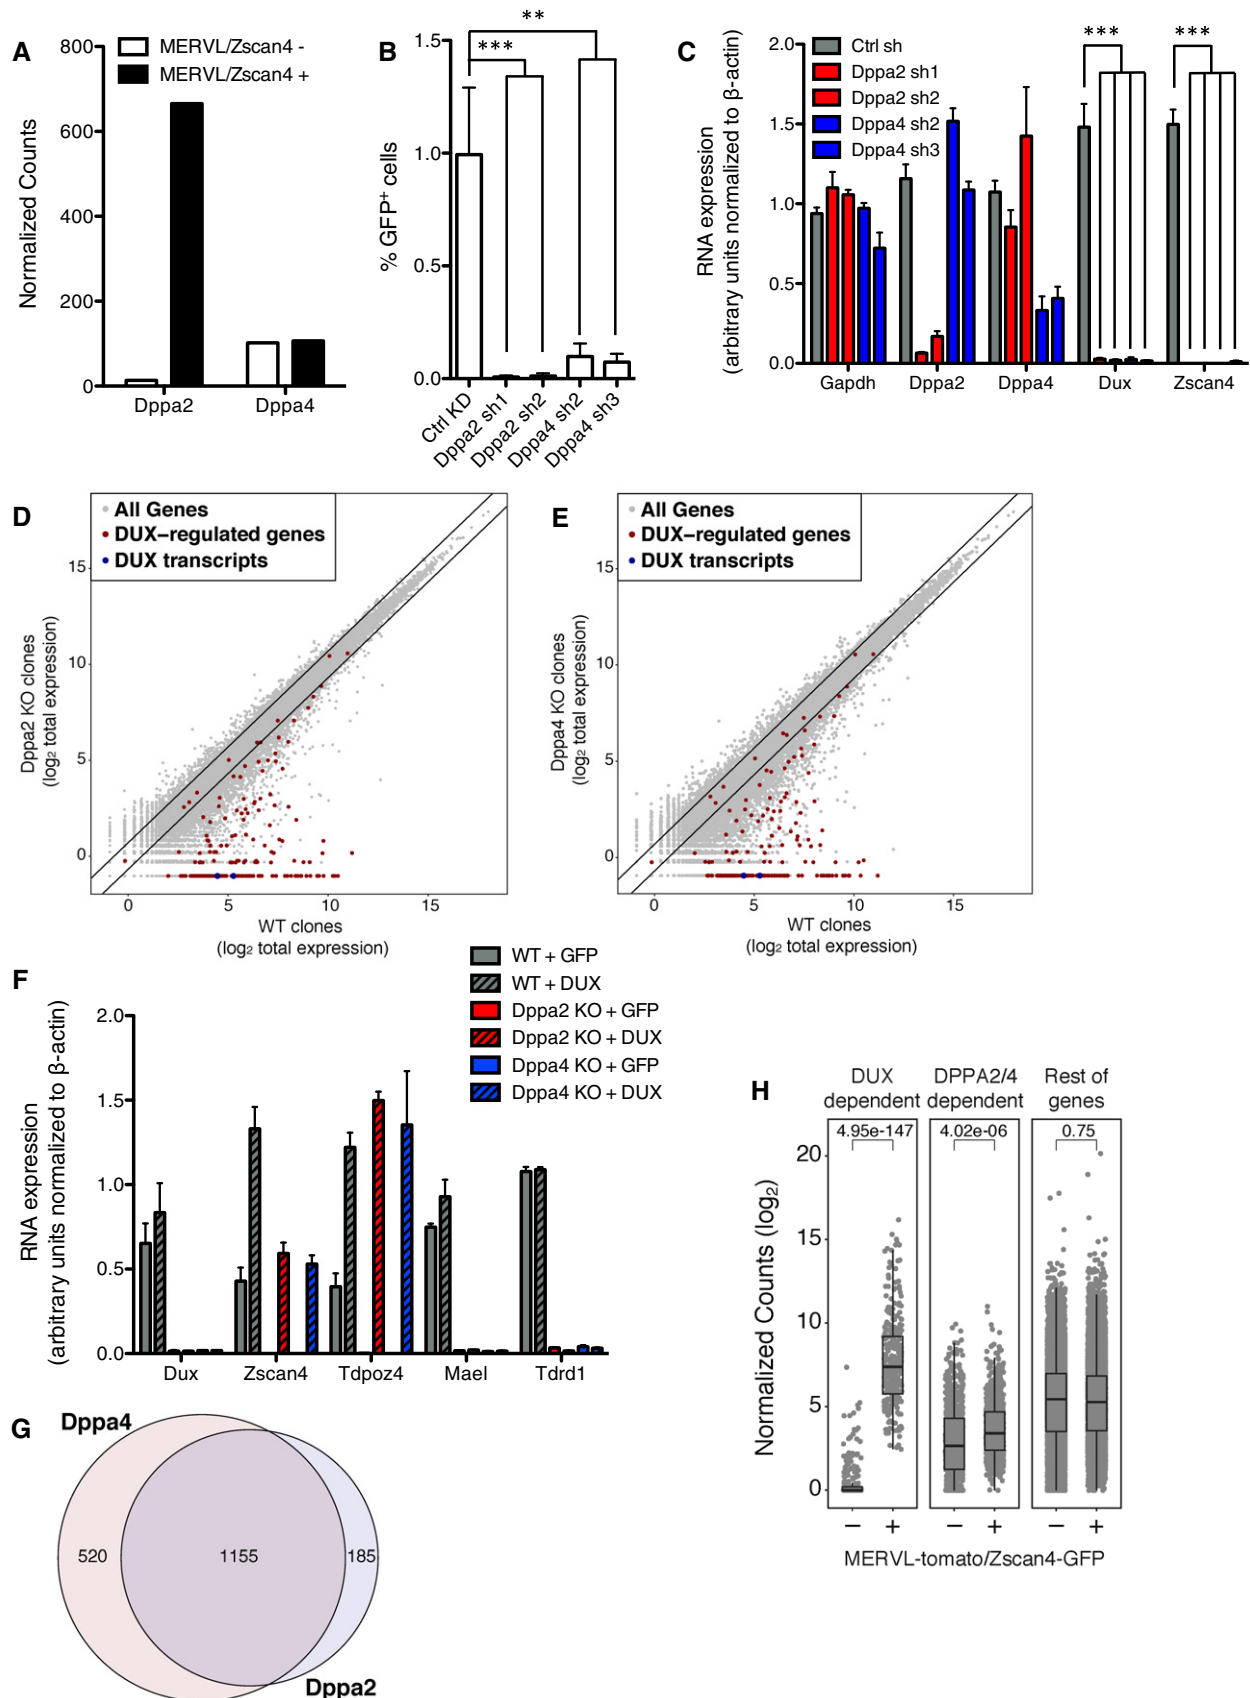 A
Normalized Counts
800
600
400
200
0
MERVL/Zscan4 -
MERVL/Zscan4 +
Dppa2
Dppa4
B
% GFP+ cells
1.5
1.0
0.5
0.0
**
***
Ctrl KD
Dppa2 sh1
Dppa2 sh2
Dppa4 sh2
Dppa4 sh3
C
RNA expression
(arbitrary units normalized to β-actin)
2.0
1.5
1.0
0.5
0.0
Ctrl sh
Dppa2 sh1
Dppa2 sh2
Dppa4 sh2
Dppa4 sh3
***
***
Gapdh
Dppa2
Dppa4
Dux
Zscan4
D
Dppa2 KO clones
(log2 total expression)
All Genes
DUX-regulated genes
DUX transcripts
15
10
5
0
0
5
10
15
WT clones
(log2 total expression)
E
Dppa4 KO clones
(log2 total expression)
All Genes
DUX-regulated genes
DUX transcripts
15
10
5
0
0
5
10
15
WT clones
(log2 total expression)
F
RNA expression
(arbitrary units normalized to β-actin)
2.0
1.5
1.0
0.5
0.0
WT + GFP
WT + DUX
Dppa2 KO + GFP
Dppa2 KO + DUX
Dppa4 KO + GFP
Dppa4 KO + DUX
Dux
Zscan4
Tdpoz4
Mael
Tdrd1
G
Dppa4
520
1155
185
Dppa2
H
DUX
dependent
DPPA2/4
dependent
Rest of
genes
4.95e-147
4.02e-06
0.75
Normalized Counts (log2)
20
15
10
5
0
− + − + − +
MERVL-tomato/Zscan4-GFP